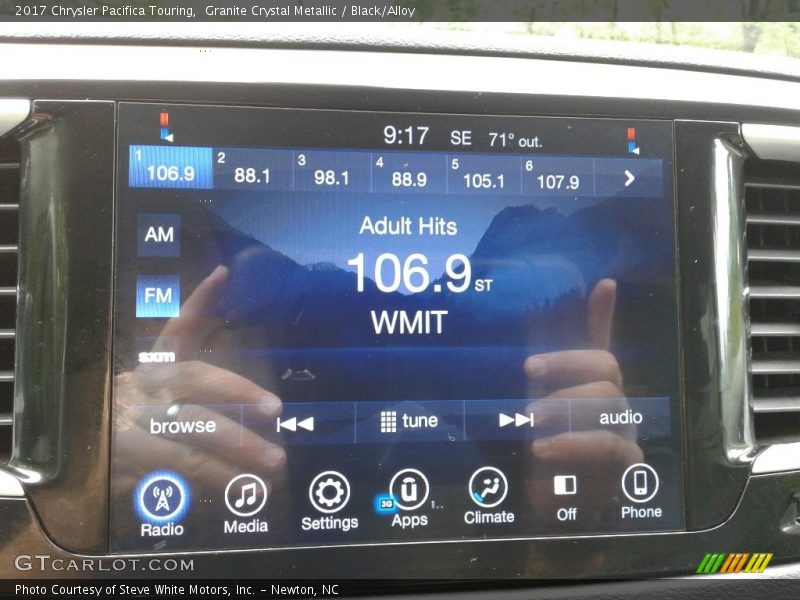 2017 Chrysler Pacifica Touring,  Granite Crystal Metallic / Black/Alloy
9:17 SE 71° out.
1 106.9 2 88.1 3 98.1 4 88.9 5 105.1 6 107.9 >
AM
Adult Hits
106.9 ST
FM
WMIT
sxm
browse tune audio
3G
Radio Media Settings Apps Climate Off Phone
GTCARLOT.COM
Photo Courtesy of Steve White Motors, Inc. – Newton, NC